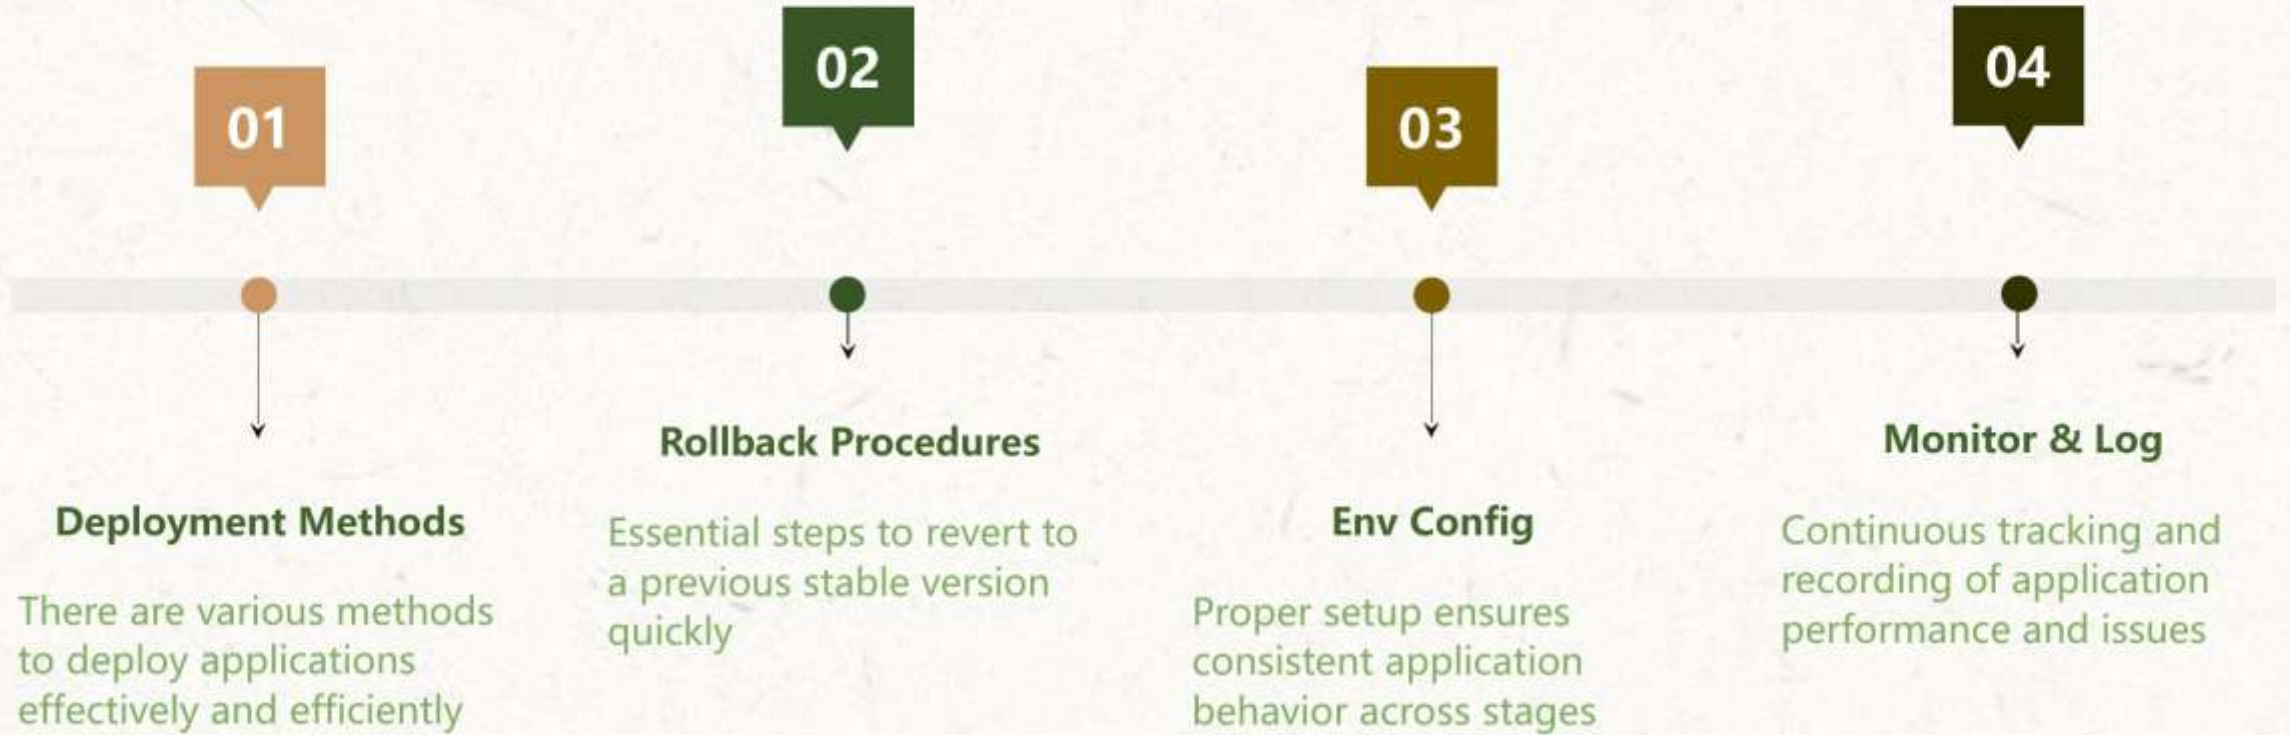 01
Deployment Methods
There are various methods
to deploy applications
effectively and efficiently
02
Rollback Procedures
Essential steps to revert to
a previous stable version
quickly
03
Env Config
Proper setup ensures
consistent application
behavior across stages
04
Monitor & Log
Continuous tracking and
recording of application
performance and issues